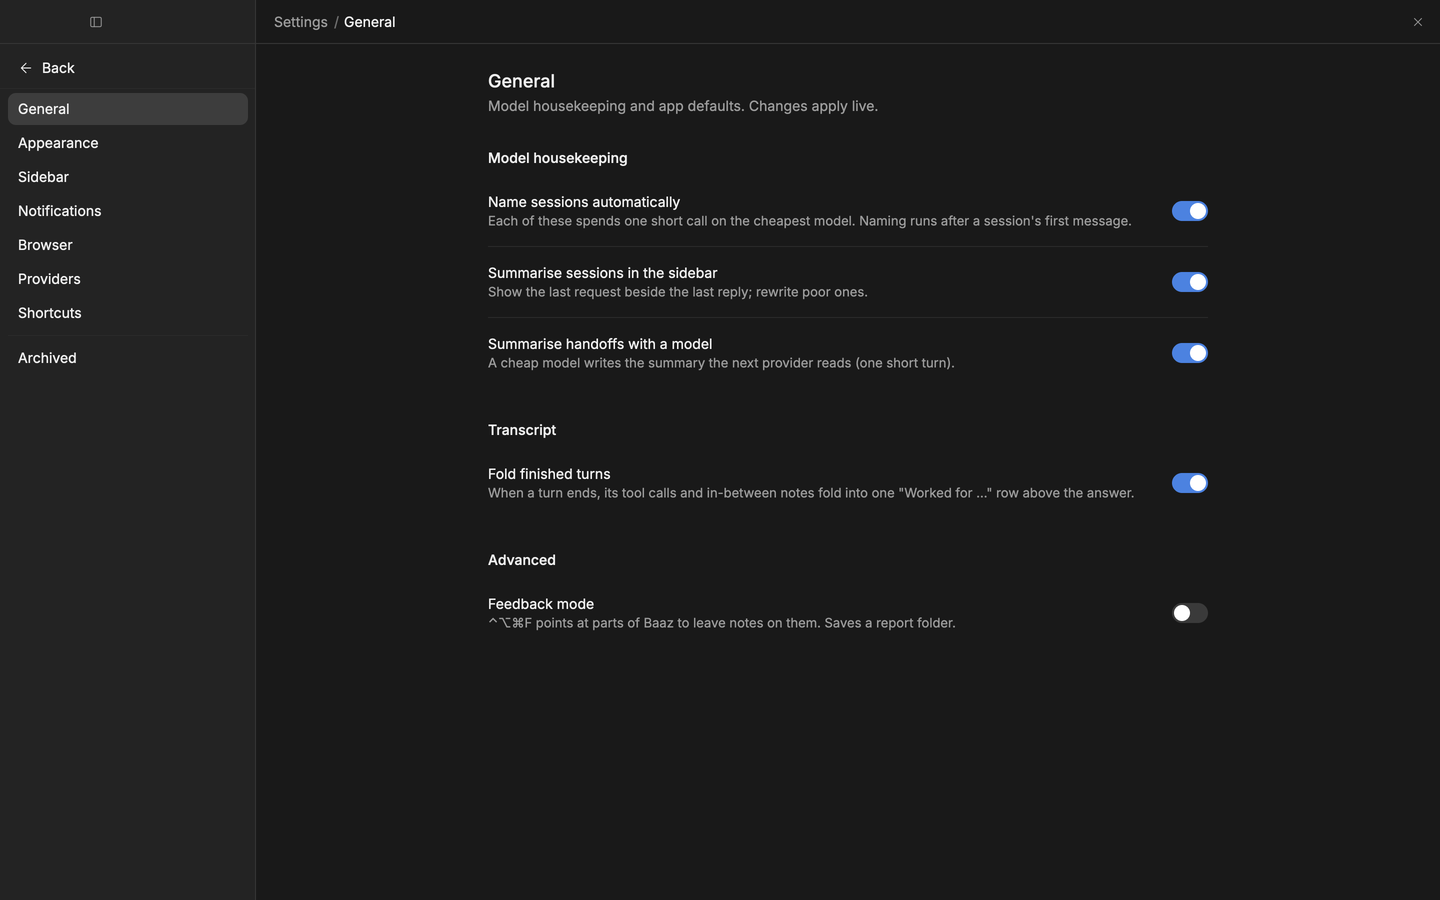 Settings / General
Back
General
Appearance
Sidebar
Notifications
Browser
Providers
Shortcuts
Archived
General
Model housekeeping and app defaults. Changes apply live.
Model housekeeping
Name sessions automatically
Each of these spends one short call on the cheapest model. Naming runs after a session's first message.
Summarise sessions in the sidebar
Show the last request beside the last reply; rewrite poor ones.
Summarise handoffs with a model
A cheap model writes the summary the next provider reads (one short turn).
Transcript
Fold finished turns
When a turn ends, its tool calls and in-between notes fold into one "Worked for ..." row above the answer.
Advanced
Feedback mode
^⌥⌘F points at parts of Baaz to leave notes on them. Saves a report folder.